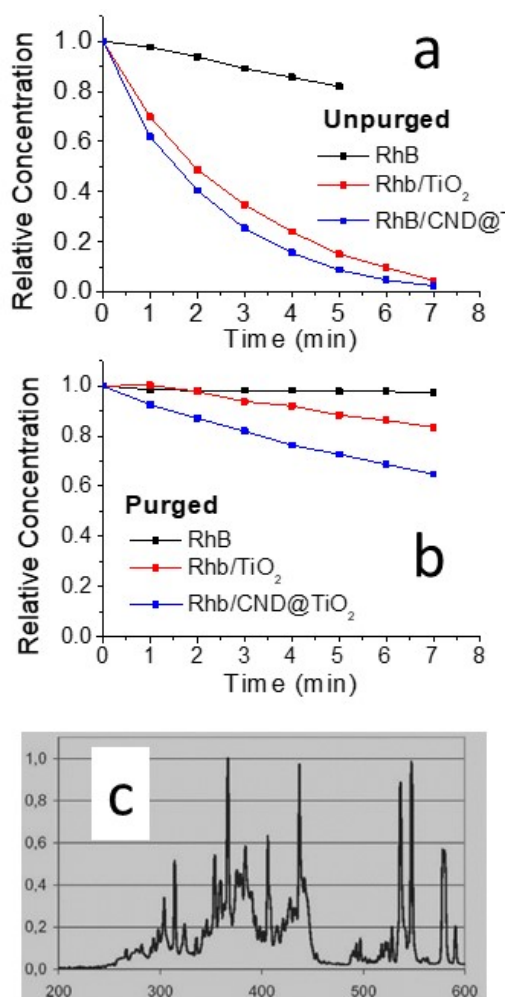 a
Relative Concentration
1.0
0.8
0.6
0.4
0.2
0.0
Unpurged
RhB
Rhb/TiO₂
RhB/CND@T
0 1 2 3 4 5 6 7 8
Time (min)
b
Relative Concentration
1.0
0.8
0.6
0.4
0.2
0.0
Purged
RhB
Rhb/TiO₂
Rhb/CND@TiO₂
0 1 2 3 4 5 6 7 8
Time (min)
c
1,0
0,8
0,6
0,4
0,2
0,0
200 300 400 500 600